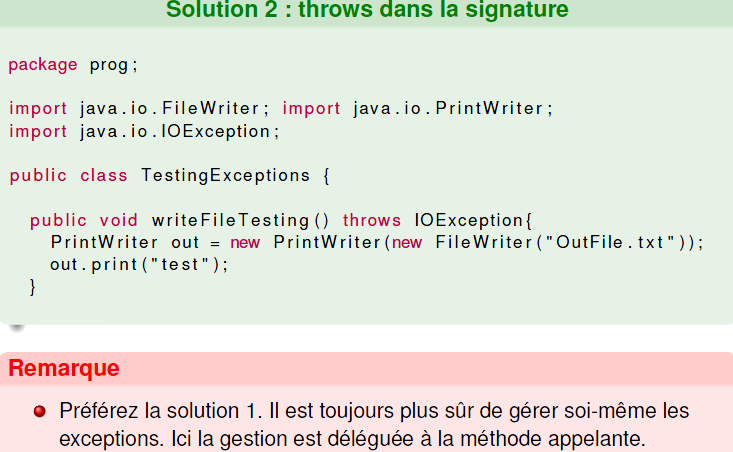 Solution 2 : throws dans la signature
package prog;
import java.io.FileWriter; import java.io.PrintWriter;
import java.io.IOException;
public class TestingExceptions {
public void writeFileTesting() throws IOException{
PrintWriter out = new PrintWriter(new FileWriter("OutFile.txt"));
out.print("test");
}
Remarque
Préférez la solution 1. Il est toujours plus sûr de gérer soi-même les
exceptions. Ici la gestion est déléguée à la méthode appelante.